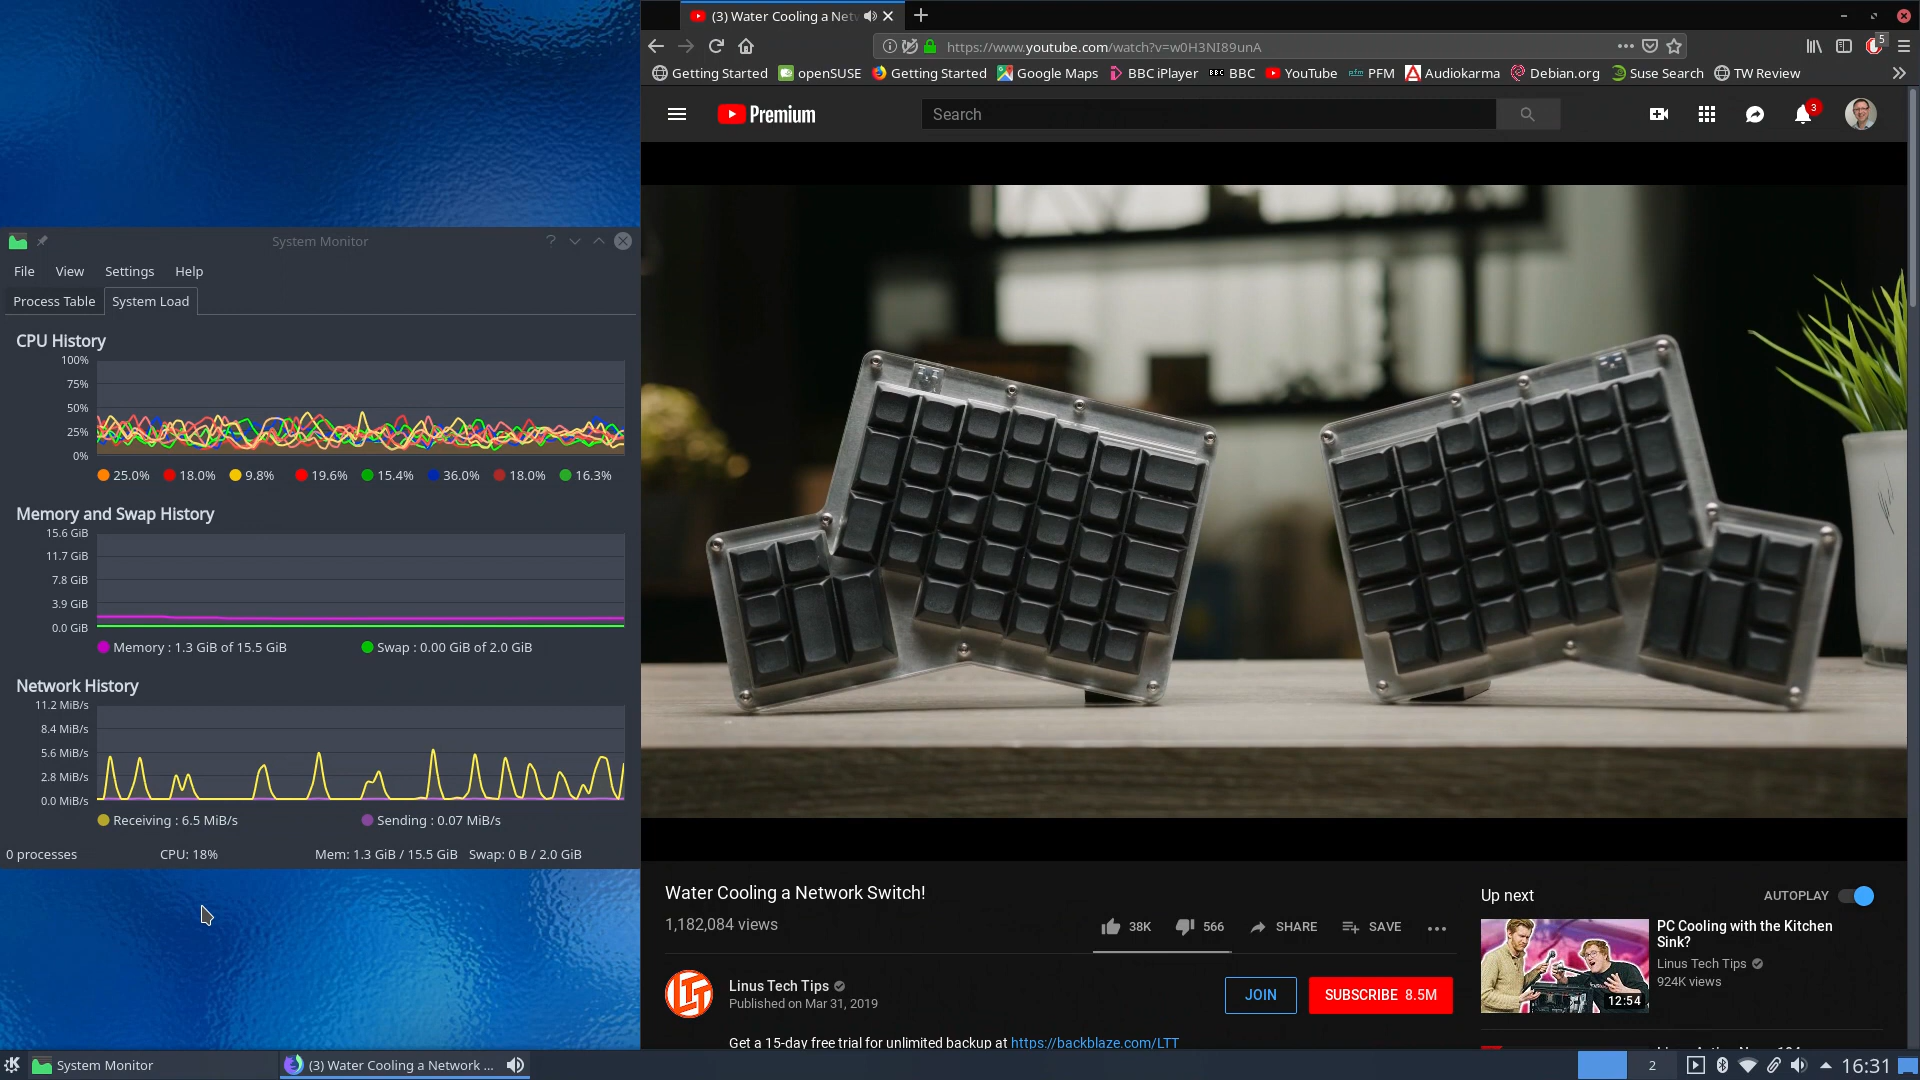 System Monitor
File View Settings Help
Process Table System Load
CPU History
100%
75%
50%
25%
0%
25.0% 18.0% 9.8% 19.6% 15.4% 36.0% 18.0% 16.3%
Memory and Swap History
15.6 GiB
11.7 GiB
7.8 GiB
3.9 GiB
0.0 GiB
Memory : 1.3 GiB of 15.5 GiB Swap : 0.00 GiB of 2.0 GiB
Network History
11.2 MiB/s
8.4 MiB/s
5.6 MiB/s
2.8 MiB/s
0.0 MiB/s
Receiving : 6.5 MiB/s Sending : 0.07 MiB/s
0 processes CPU: 18% Mem: 1.3 GiB / 15.5 GiB Swap: 0 B / 2.0 GiB
(3) Water Cooling a Net
https://www.youtube.com/watch?v=w0H3NI89unA
5
Getting Started openSUSE Getting Started Google Maps BBC iPlayer BBC BBC YouTube pfm PFM Audiokarma Debian.org Suse Search TW Review
Premium Search 3
Water Cooling a Network Switch!
1,182,084 views
38K 566 SHARE SAVE
LTT
Linus Tech Tips
Published on Mar 31, 2019
JOIN SUBSCRIBE 8.5M
Get a 15-day free trial for unlimited backup at https://backblaze.com/LTT
Up next AUTOPLAY
12:54
PC Cooling with the Kitchen
Sink?
Linus Tech Tips
924K views
System Monitor (3) Water Cooling a Network ... 2 16:31